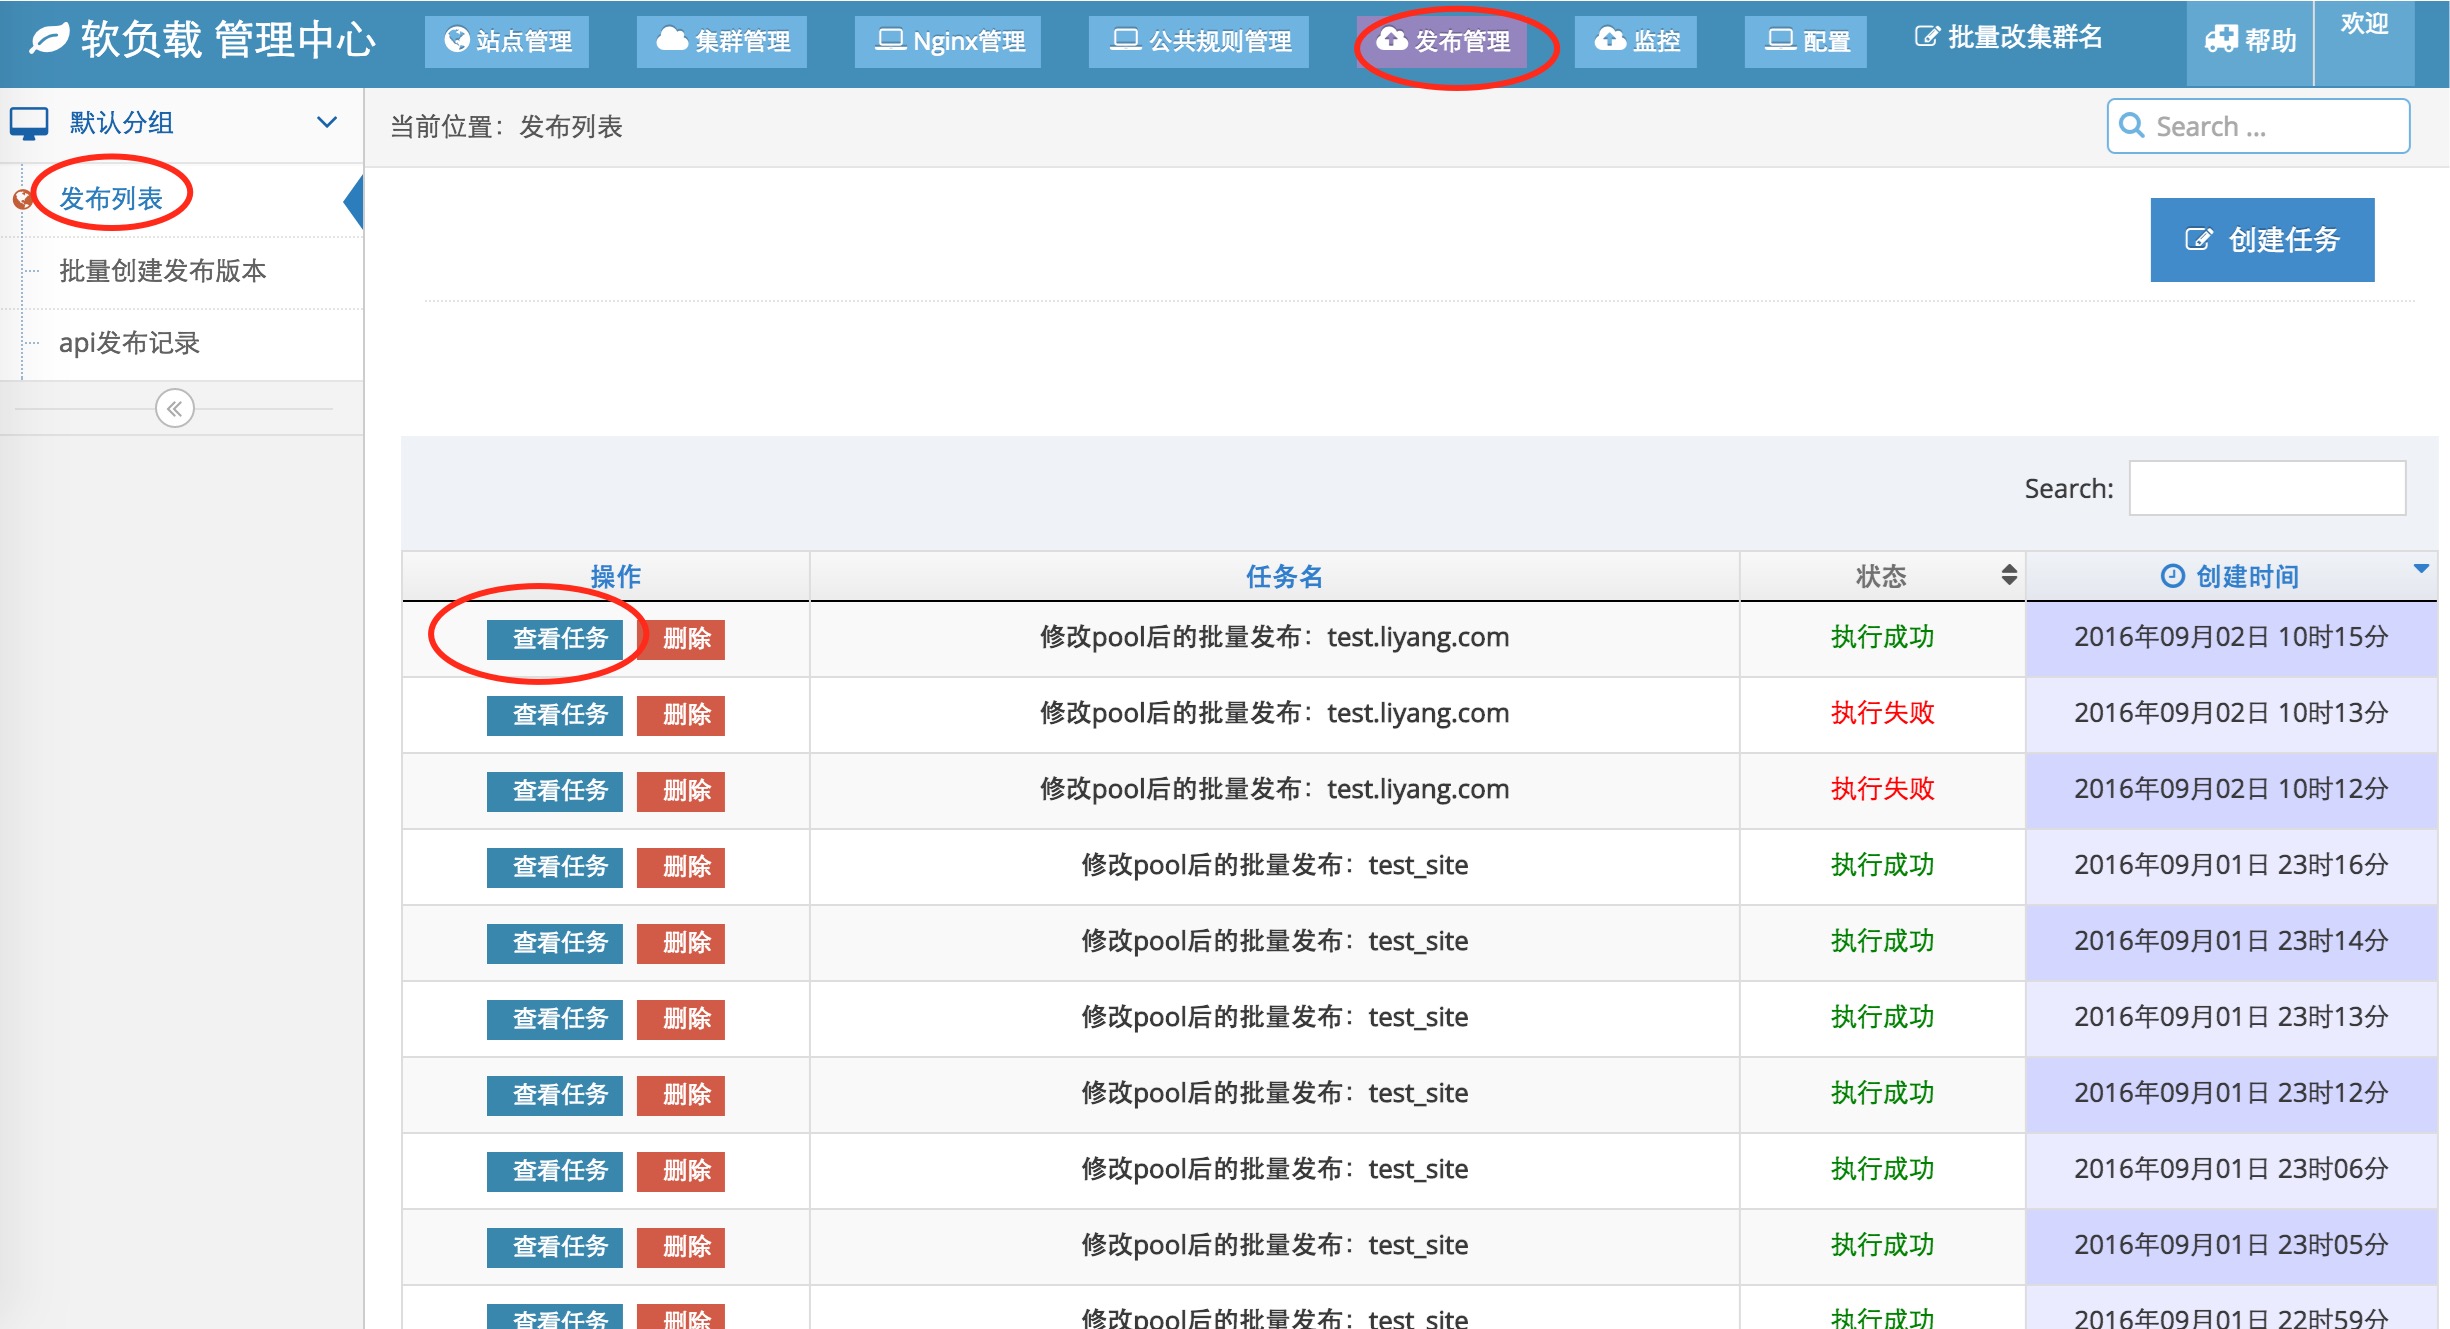 软负载 管理中心 站点管理 集群管理 Nginx管理 公共规则管理 发布管理 监控 配置 批量改集群名 帮助 欢迎
默认分组
发布列表
批量创建发布版本
api发布记录
当前位置：发布列表 Search ...
创建任务
Search:
操作 任务名 状态 创建时间
查看任务 删除 修改pool后的批量发布：test.liyang.com 执行成功 2016年09月02日 10时15分
查看任务 删除 修改pool后的批量发布：test.liyang.com 执行失败 2016年09月02日 10时13分
查看任务 删除 修改pool后的批量发布：test.liyang.com 执行失败 2016年09月02日 10时12分
查看任务 删除 修改pool后的批量发布：test_site 执行成功 2016年09月01日 23时16分
查看任务 删除 修改pool后的批量发布：test_site 执行成功 2016年09月01日 23时14分
查看任务 删除 修改pool后的批量发布：test_site 执行成功 2016年09月01日 23时13分
查看任务 删除 修改pool后的批量发布：test_site 执行成功 2016年09月01日 23时12分
查看任务 删除 修改pool后的批量发布：test_site 执行成功 2016年09月01日 23时06分
查看任务 删除 修改pool后的批量发布：test_site 执行成功 2016年09月01日 23时05分
查看任务 删除 修改pool后的批量发布：test_site 执行成功 2016年09月01日 22时59分